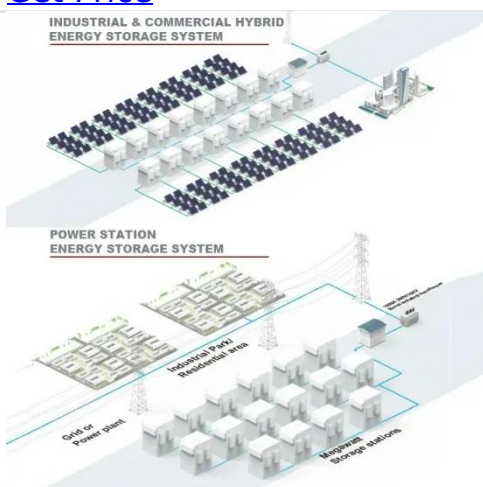 Get Price
INDUSTRIAL & COMMERCIAL HYBRID
ENERGY STORAGE SYSTEM
POWER STATION
ENERGY STORAGE SYSTEM
Industrial Park/
Residential area
Grid or
Power plant
Megawatt
Storage stations